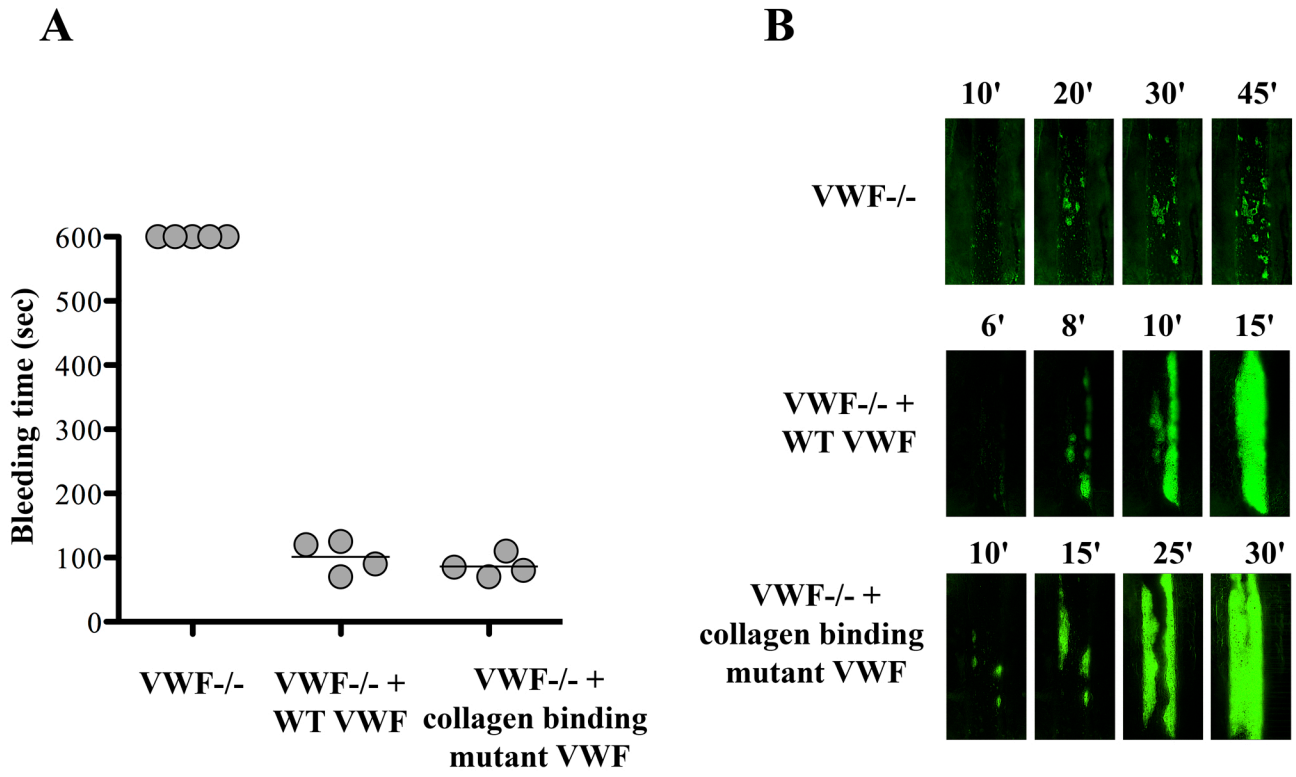 A
Bleeding time (sec)
600
500
400
300
200
100
0
VWF-/-
VWF-/- +
WT VWF
VWF-/- +
collagen binding
mutant VWF
B
10' 20' 30' 45'
VWF-/-
6' 8' 10' 15'
VWF-/- +
WT VWF
10' 15' 25' 30'
VWF-/- +
collagen binding
mutant VWF